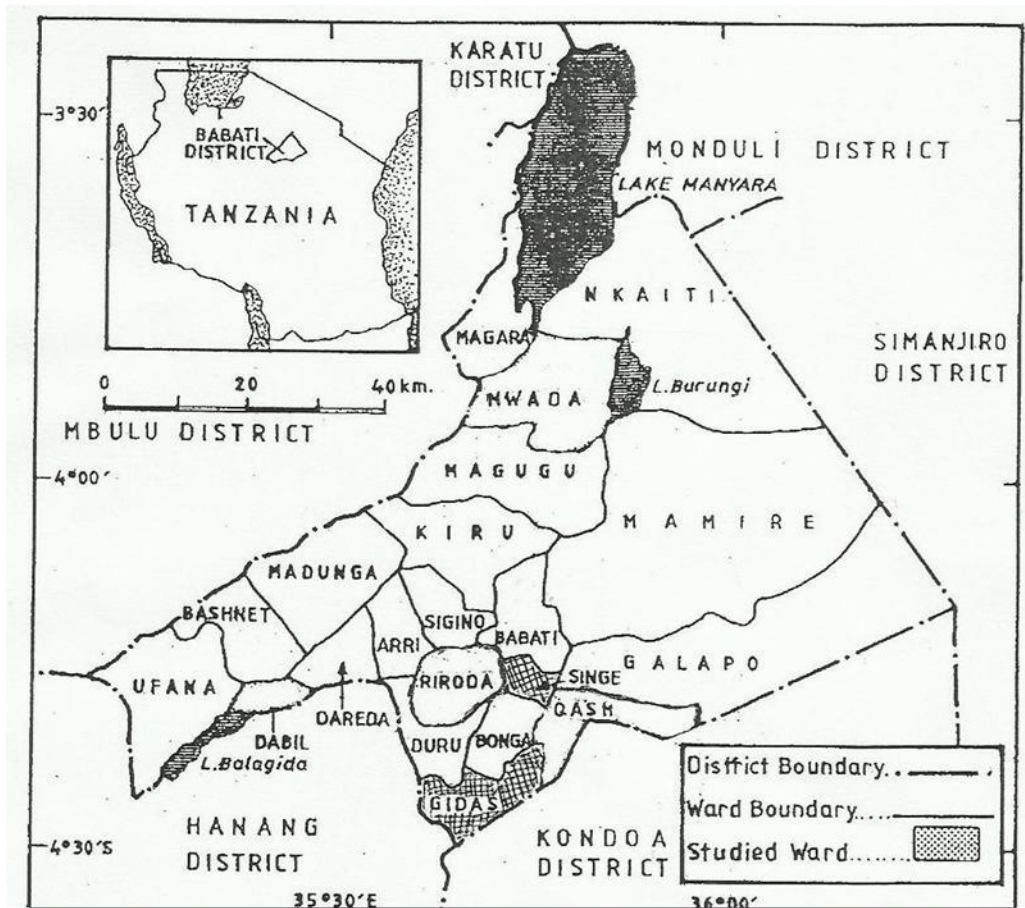 KARATU
DISTRICT
3°30'
BABATI
DISTRICT
TANZANIA
MONDULI DISTRICT
LAKE MANYARA
NKAITI
MAGARA
SIMANJIRO
DISTRICT
0 20 40 km.
L.Burungi
MWADA
MBULU DISTRICT
4°00'
MAGUGU
MAMIRE
KIRU
MADUNGA
BASHNET
SIGINO
BABATI
ARRI
GALAPO
RIRODA
SINGE
UFANA
QASH
DAREDA
DABIL
DURU
BONGA
L.Balagida
GIDAS
HANANG
DISTRICT
KONDOA
DISTRICT
4°30'S
35°30'E
36°00'
District Boundary..
Ward Boundary.....
Studied Ward........